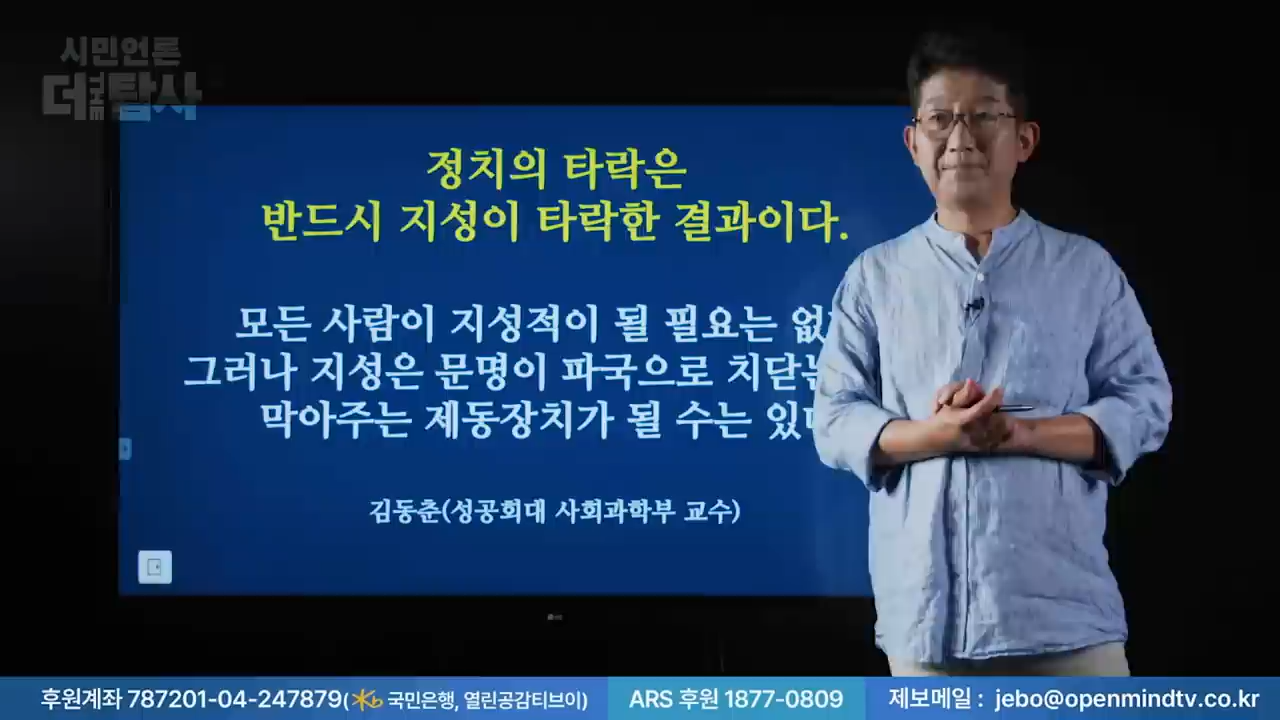 시민언론
더탐사
정치의 타락은
반드시 지성이 타락한 결과이다.
모든 사람이 지성적이 될 필요는
그러나 지성은 문명이 파국으로
막아주는 제동장치가 될 수는
김동춘(성공회대 사회과학부 교수)
후원계좌 787201-04-247879( 국민은행, 열린공감티브이)
ARS 후원 1877-0809
제보메일 : jebo@openmindtv.co.kr